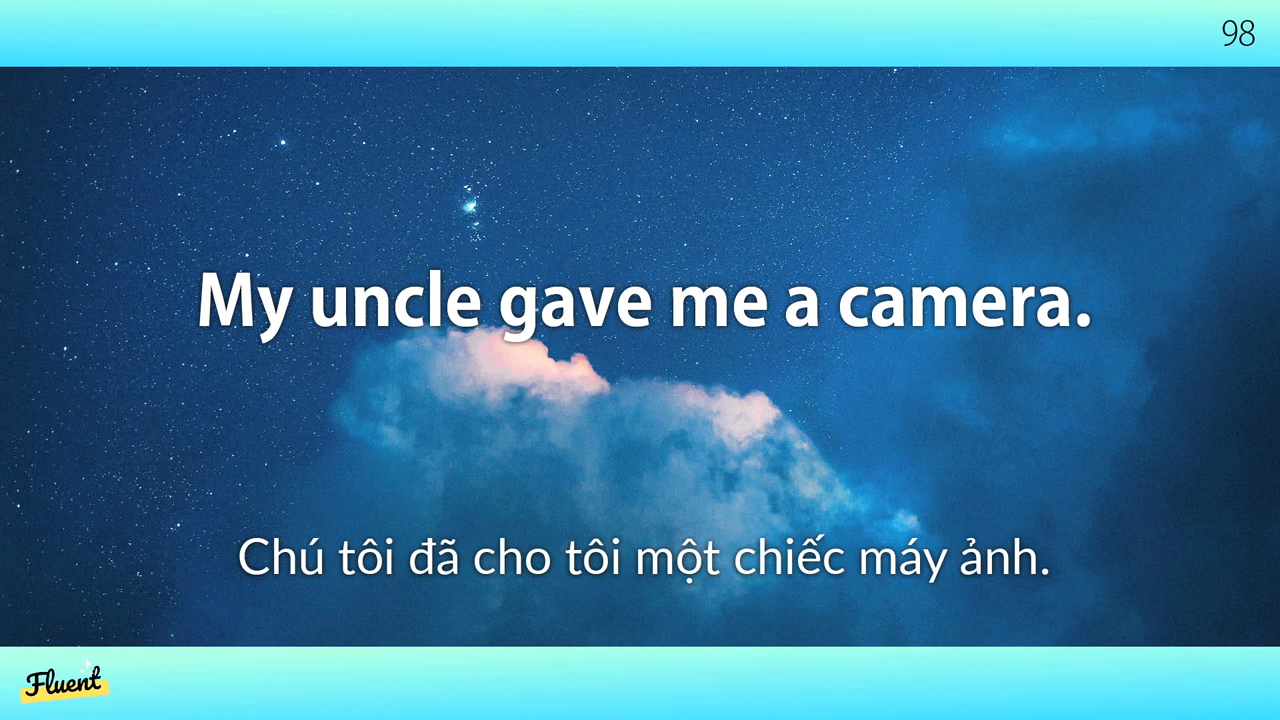 98
My uncle gave me a camera.
Chú tôi đã cho tôi một chiếc máy ảnh.
Fluent